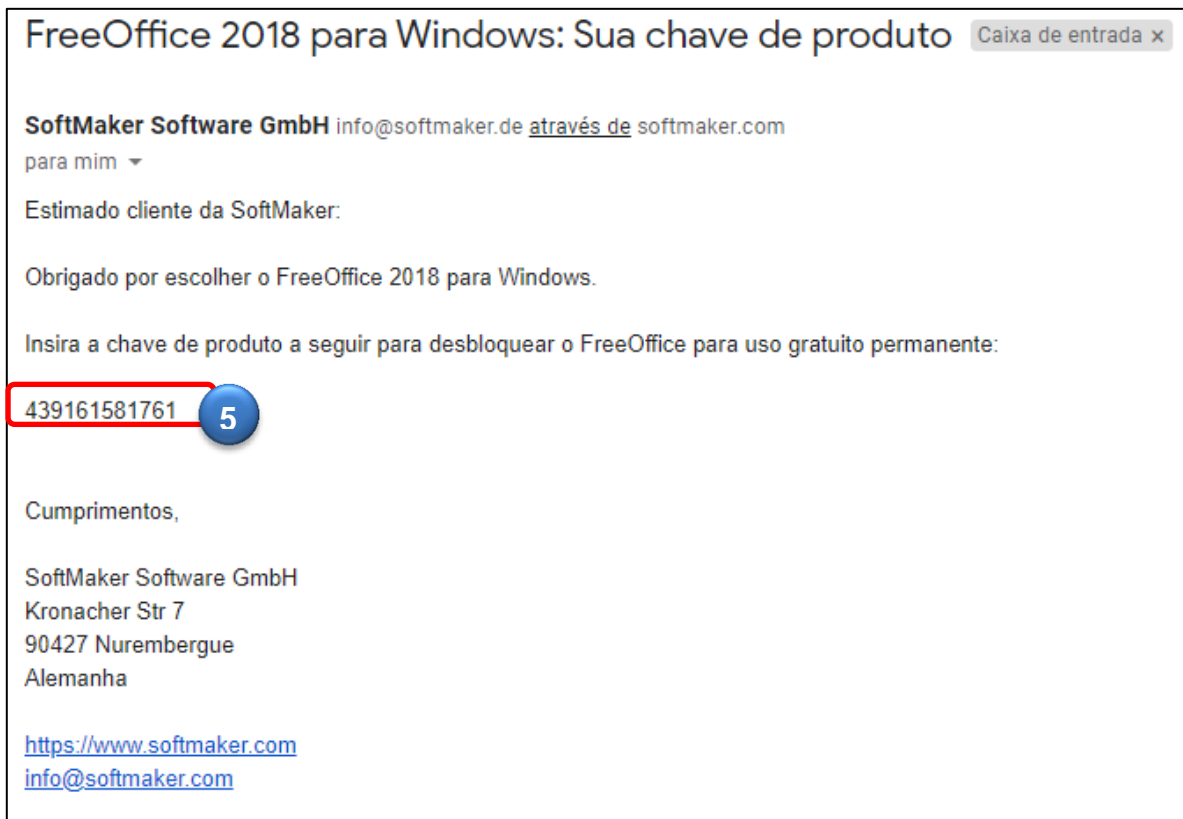 FreeOffice 2018 para Windows: Sua chave de produto Caixa de entrada x
SoftMaker Software GmbH info@softmaker.de através de softmaker.com
para mim
Estimado cliente da SoftMaker:
Obrigado por escolher o FreeOffice 2018 para Windows.
Insira a chave de produto a seguir para desbloquear o FreeOffice para uso gratuito permanente:
439161581761 5
Cumprimentos,
SoftMaker Software GmbH
Kronacher Str 7
90427 Nurembergue
Alemanha
https://www.softmaker.com
info@softmaker.com